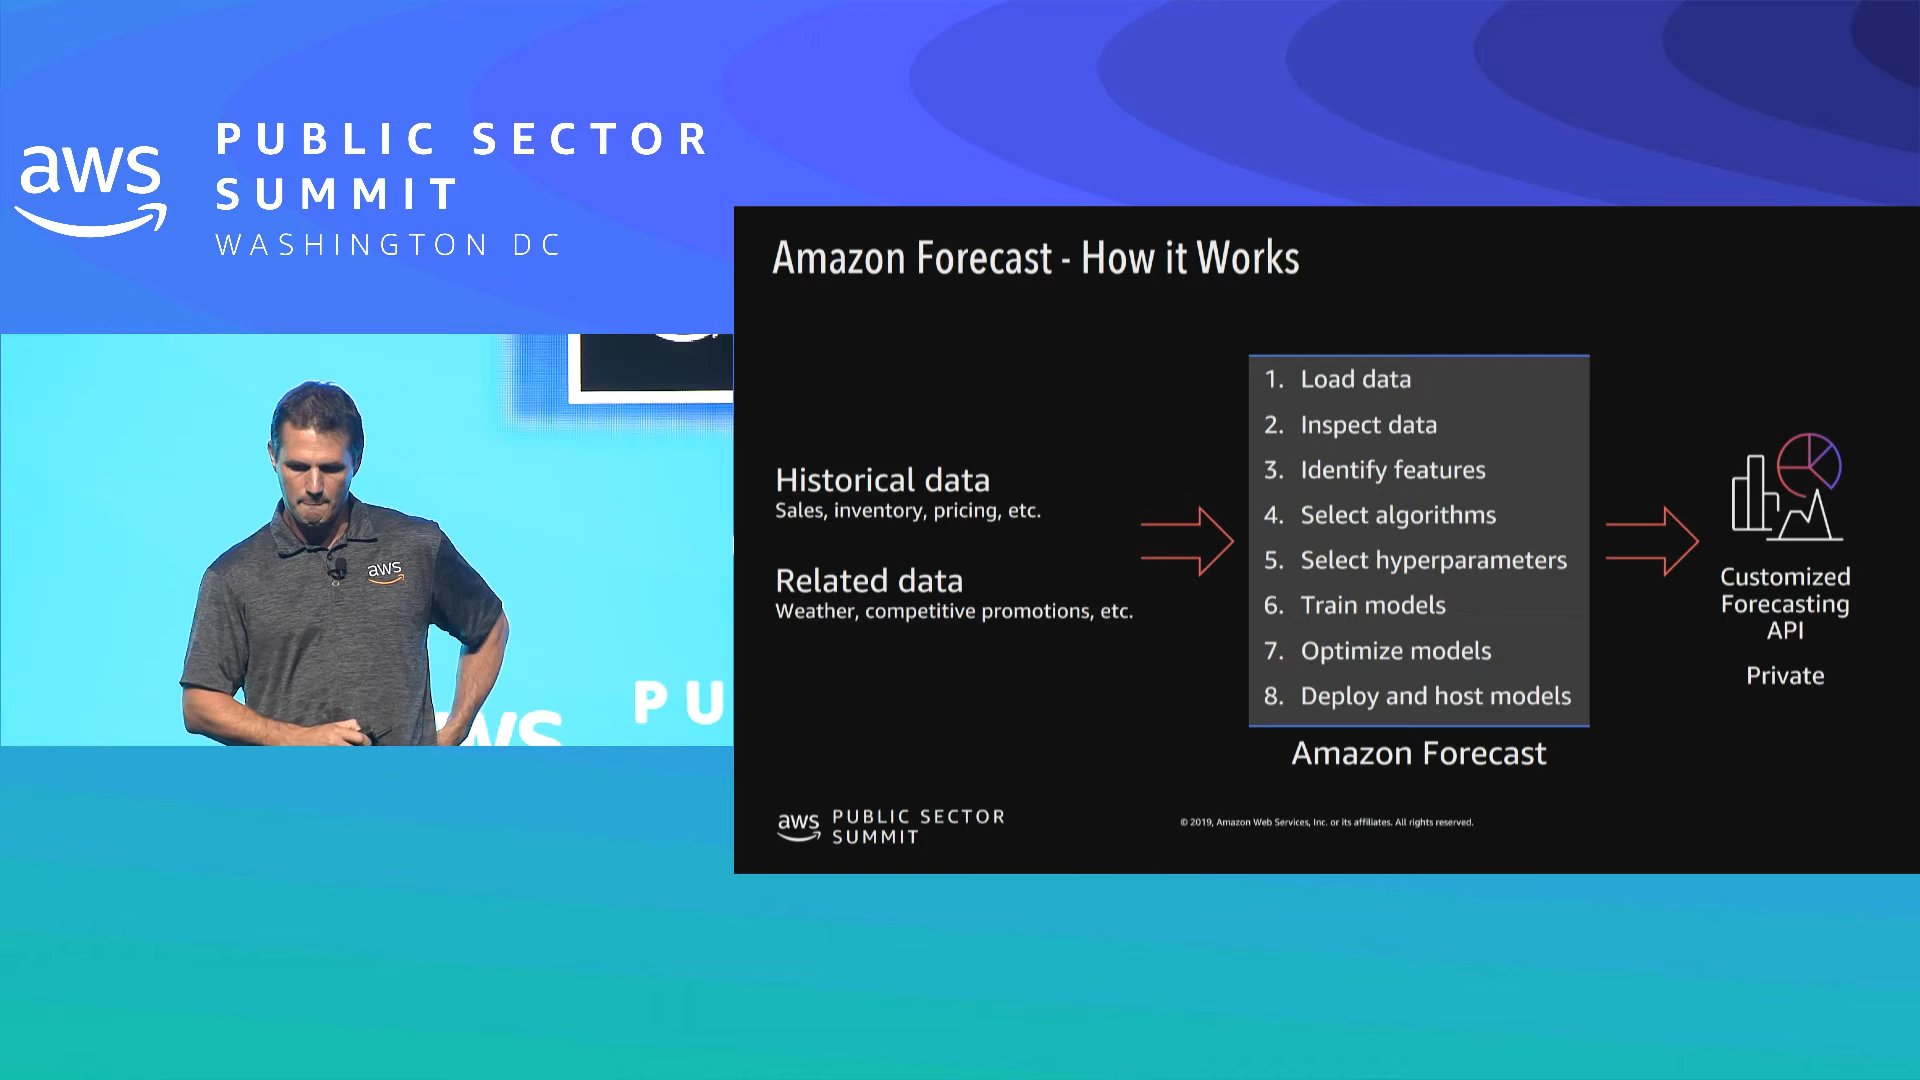 aws
PUBLIC SECTOR
SUMMIT
WASHINGTON DC
aws
WS
PU
Amazon Forecast - How it Works
Historical data
Sales, inventory, pricing, etc.
Related data
Weather, competitive promotions, etc.
1. Load data
2. Inspect data
3. Identify features
4. Select algorithms
5. Select hyperparameters
6. Train models
7. Optimize models
8. Deploy and host models
Amazon Forecast
Customized
Forecasting
API
Private
aws
PUBLIC SECTOR
SUMMIT
© 2019, Amazon Web Services, Inc. or its affiliates. All rights reserved.